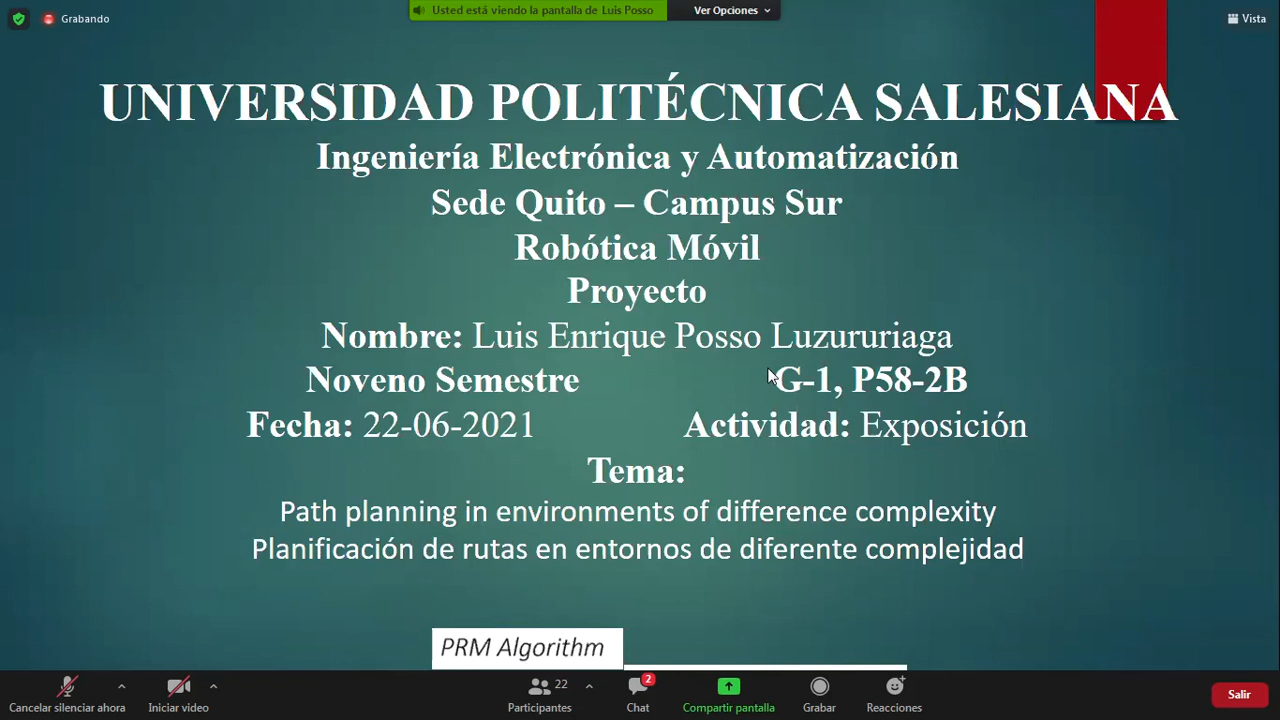 Grabando
Usted está viendo la pantalla de Luis Posso
Ver Opciones
Vista
UNIVERSIDAD POLITÉCNICA SALESIANA
Ingeniería Electrónica y Automatización
Sede Quito – Campus Sur
Robótica Móvil
Proyecto
Nombre: Luis Enrique Posso Luzururiaga
Noveno Semestre G-1, P58-2B
Fecha: 22-06-2021 Actividad: Exposición
Tema:
Path planning in environments of difference complexity
Planificación de rutas en entornos de diferente complejidad
PRM Algorithm
Cancelar silenciar ahora
Iniciar video
22
Participantes
2
Chat
Compartir pantalla
Grabar
Reacciones
Salir